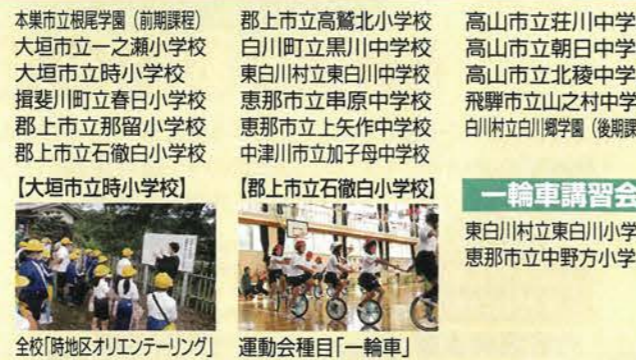 本巣市立根尾学園（前期課程）
大垣市立一之瀬小学校
大垣市立時小学校
揖斐川町立春日小学校
郡上市立那留小学校
郡上市立石徹白小学校
【大垣市立時小学校】
全校「時地区オリエンテーリング」
郡上市立高鷲北小学校
白川町立黒川中学校
東白川村立東白川中学校
恵那市立串原中学校
恵那市立上矢作中学校
中津川市立加子母中学校
【郡上市立石徹白小学校】
運動会種目「一輪車」
高山市立荘川中学
高山市立朝日中学
高山市立北稜中学
飛騨市立山之村中学
白川村立白川郷学園（後期課
一輪車講習会
東白川村立東白川小学
恵那市立中野方小学